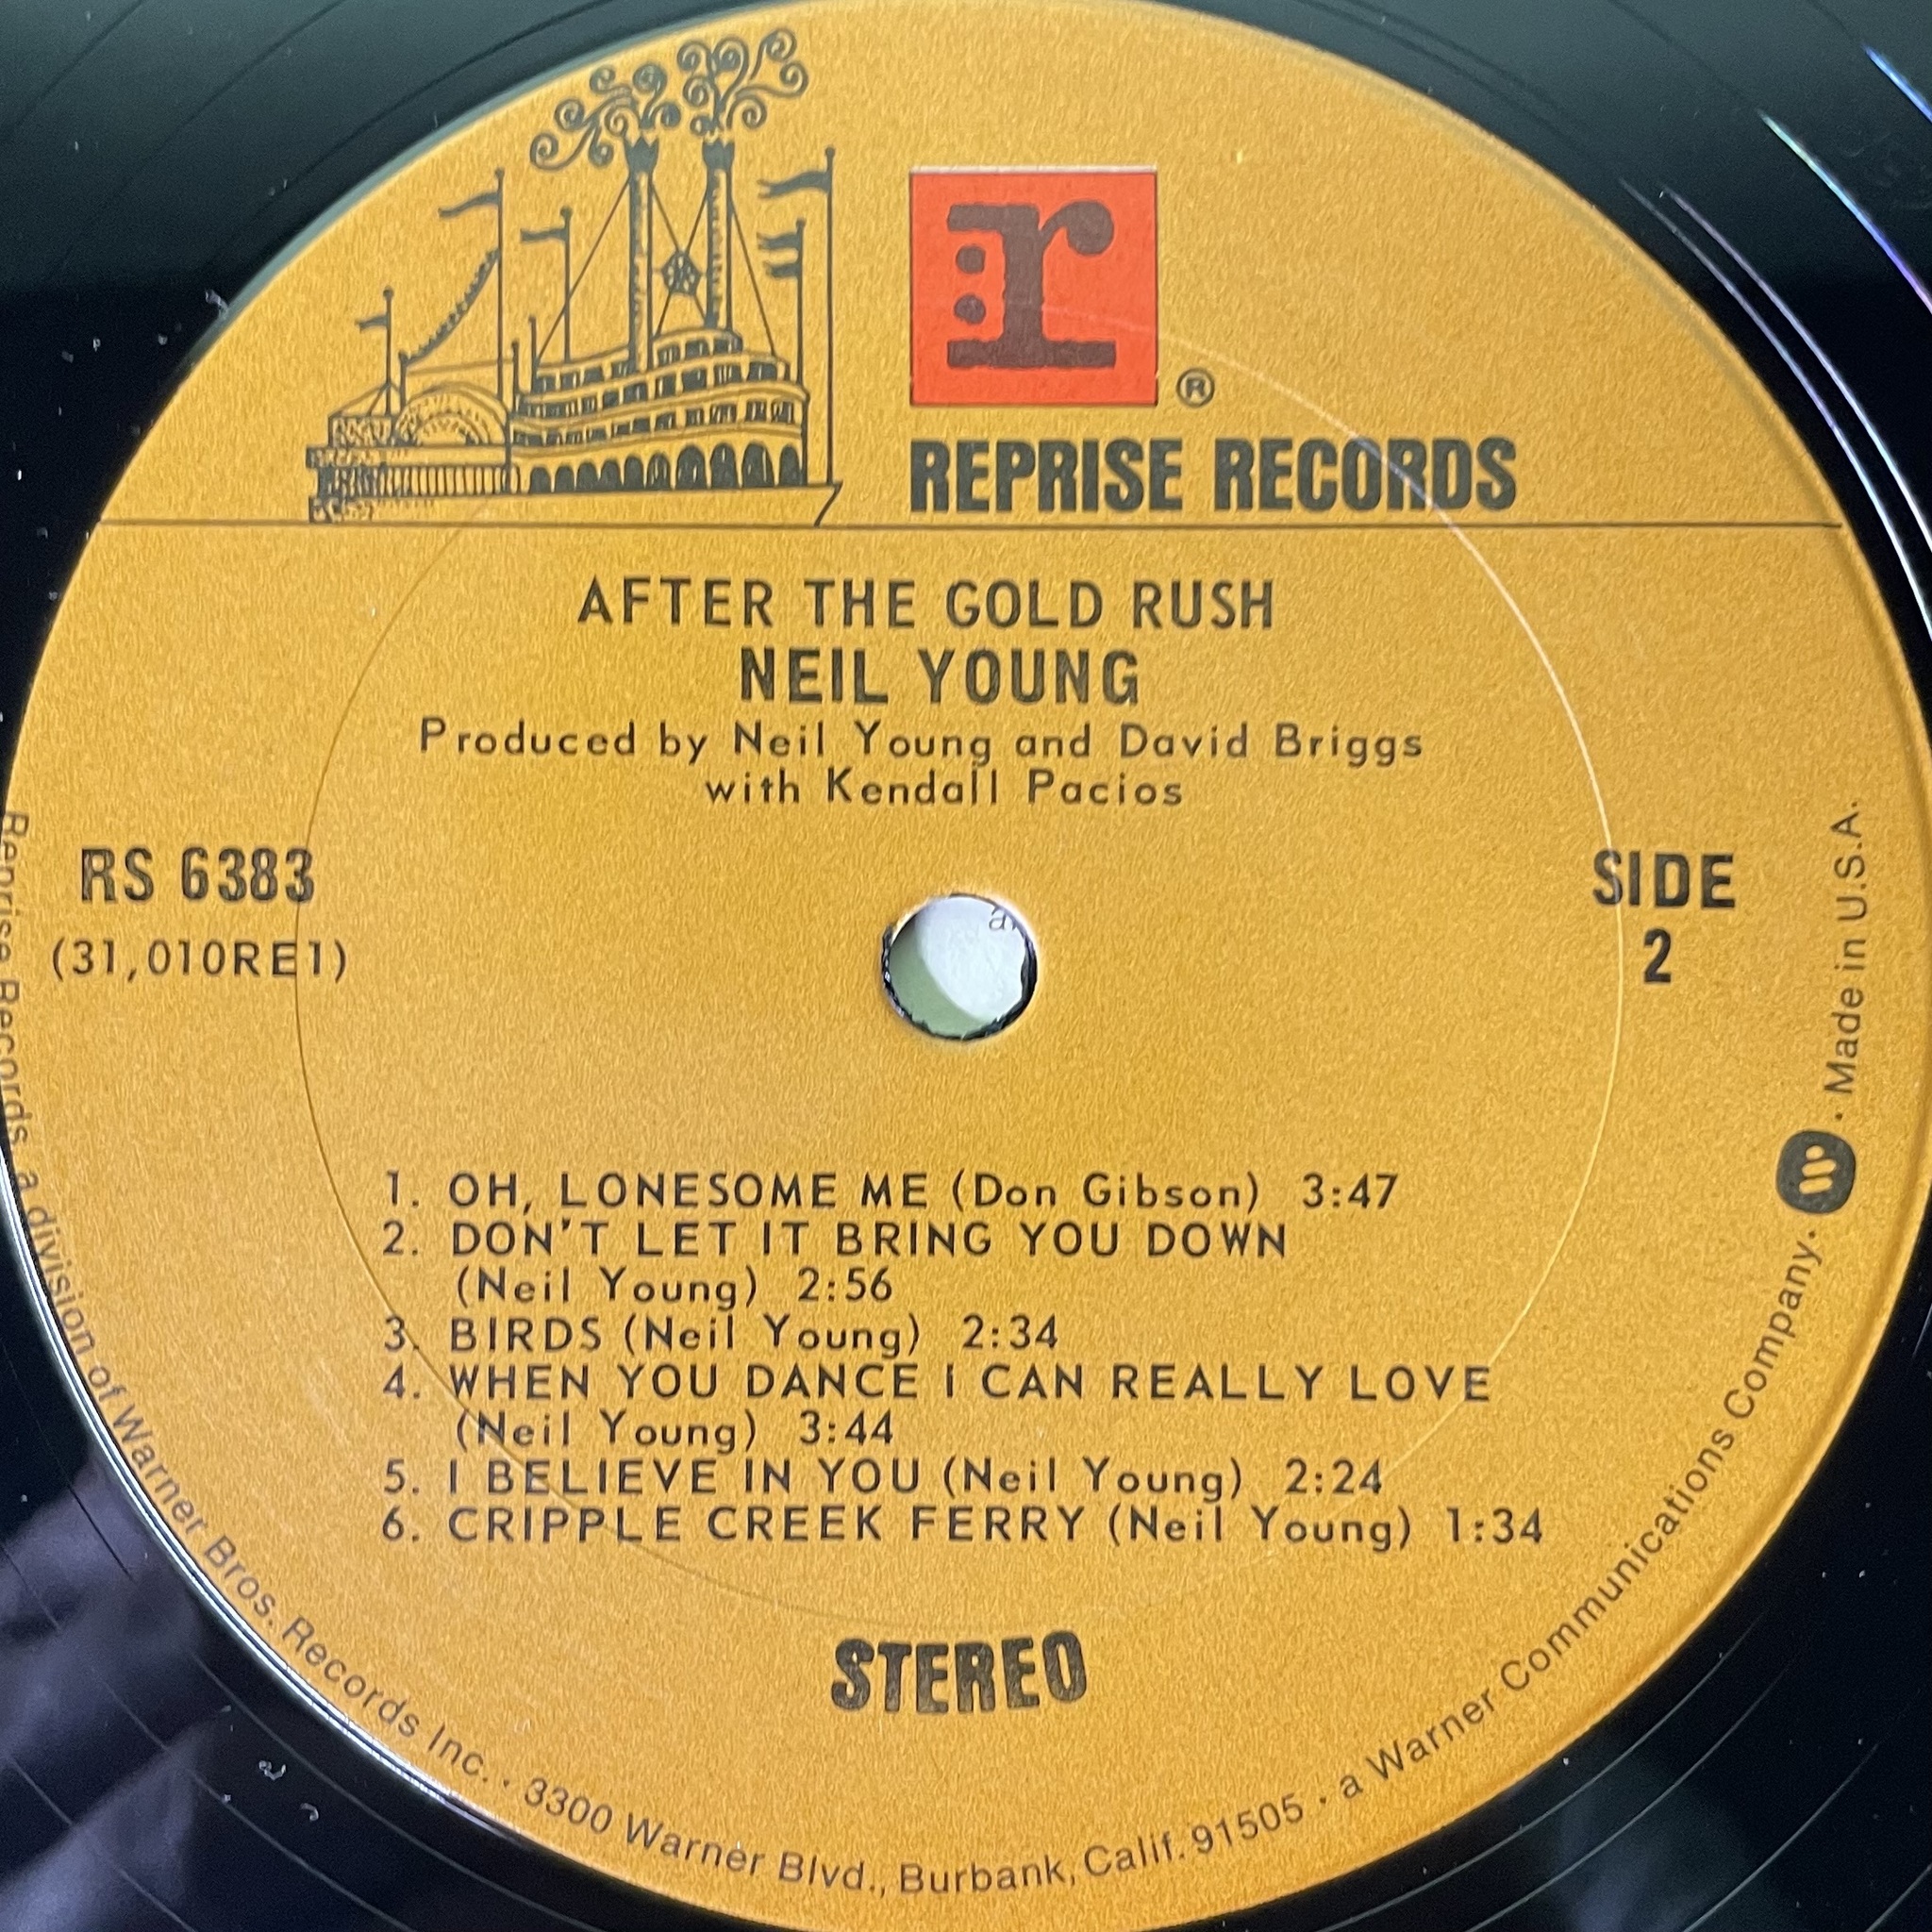 r
®
REPRISE RECORDS
AFTER THE GOLD RUSH
NEIL YOUNG
Produced by Neil Young and David Briggs
with Kendall Pacios
RS 6383
(31,010RE1)
SIDE
2
1. OH, LONESOME ME (Don Gibson) 3:47
2. DON'T LET IT BRING YOU DOWN
(Neil Young) 2:56
3. BIRDS (Neil Young) 2:34
4. WHEN YOU DANCE I CAN REALLY LOVE
(Neil Young) 3:44
5. I BELIEVE IN YOU (Neil Young) 2:24
6. CRIPPLE CREEK FERRY (Neil Young) 1:34
STEREO
Reprise Records, a division of Warner Bros. Records Inc. · 3300 Warner Blvd., Burbank, Calif. 91505 · a Warner Communications Company · W · Made in U.S.A.